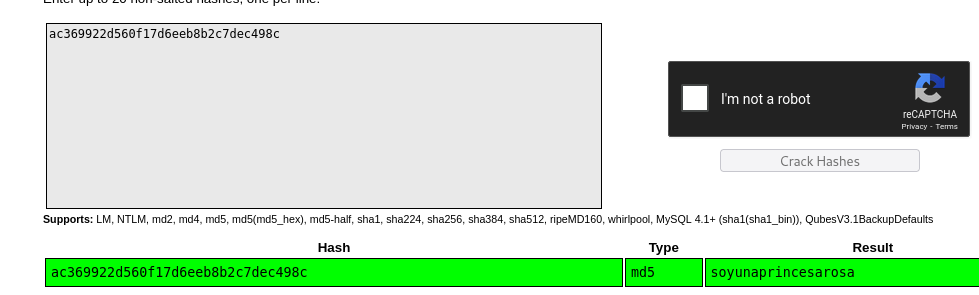 Enter up to 20 non-salted hashes, one per line:
ac369922d560f17d6eeb8b2c7dec498c
I'm not a robot
reCAPTCHA
Privacy - Terms
Crack Hashes
Supports: LM, NTLM, md2, md4, md5, md5(md5_hex), md5-half, sha1, sha224, sha256, sha384, sha512, ripeMD160, whirlpool, MySQL 4.1+ (sha1(sha1_bin)), QubesV3.1BackupDefaults
Hash Type Result
ac369922d560f17d6eeb8b2c7dec498c md5 soyunaprincesarosa